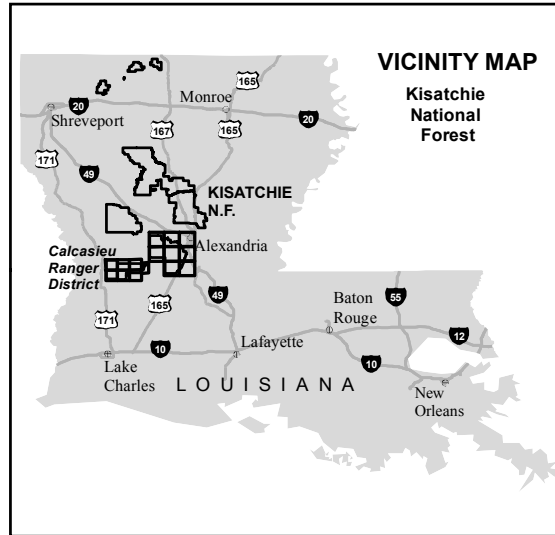 VICINITY MAP
Kisatchie
National
Forest
165
Monroe
20
Shreveport
167
165
20
171
49
KISATCHIE
N.F.
Alexandria
Calcasieu
Ranger
District
49
165
171
Baton
Rouge
55
12
Lafayette
10
Lake
Charles
10
LOUISIANA
New
Orleans